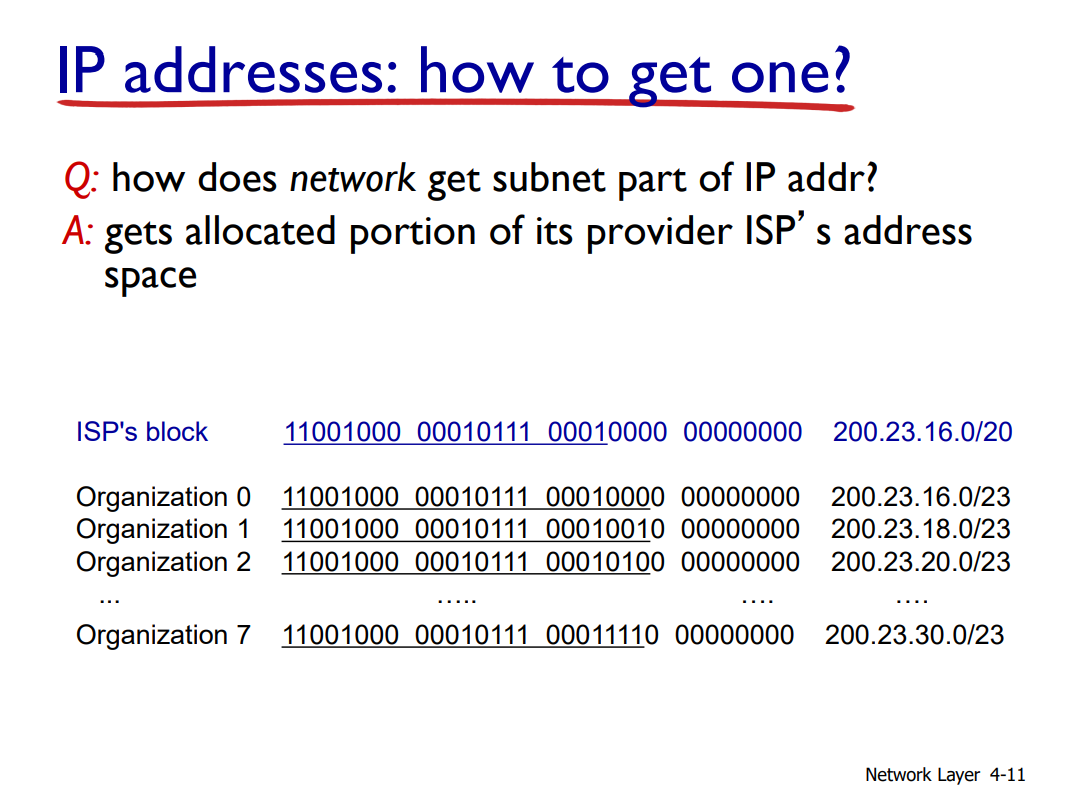 IP addresses: how to get one?
Q: how does network get subnet part of IP addr?
A: gets allocated portion of its provider ISP’s address
space
ISP's block 11001000 00010111 00010000 00000000 200.23.16.0/20
Organization 0 11001000 00010111 00010000 00000000 200.23.16.0/23
Organization 1 11001000 00010111 00010010 00000000 200.23.18.0/23
Organization 2 11001000 00010111 00010100 00000000 200.23.20.0/23
... ….. …. ….
Organization 7 11001000 00010111 00011110 00000000 200.23.30.0/23
Network Layer 4-11